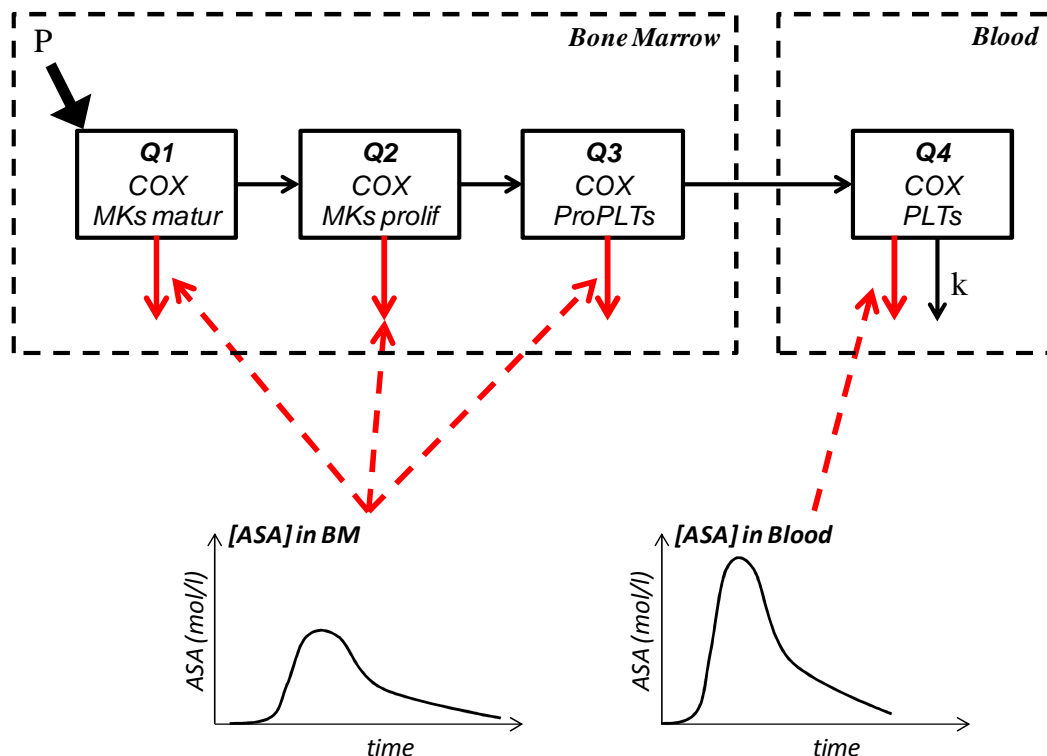 P
Bone Marrow
Blood
Q1
COX
MKs matur
Q2
COX
MKs prolif
Q3
COX
ProPLTs
Q4
COX
PLTs
k
[ASA] in BM
ASA (mol/l)
time
[ASA] in Blood
ASA (mol/l)
time